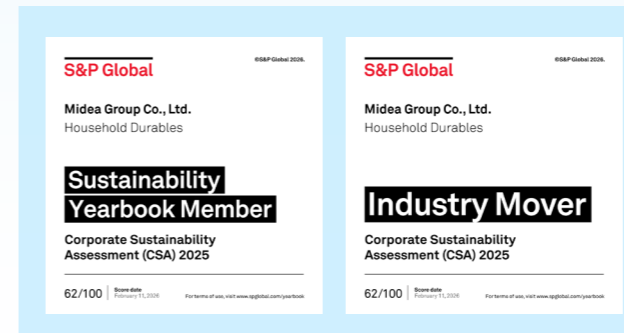 S&P Global
©S&P Global 2026.
Midea Group Co., Ltd.
Household Durables
Sustainability
Yearbook Member
Corporate Sustainability
Assessment (CSA) 2025
62/100
Score date
February 11, 2026
For terms of use, visit www.spglobal.com/yearbook
S&P Global
©S&P Global 2026.
Midea Group Co., Ltd.
Household Durables
Industry Mover
Corporate Sustainability
Assessment (CSA) 2025
62/100
Score date
February 11, 2026
For terms of use, visit www.spglobal.com/yearbook